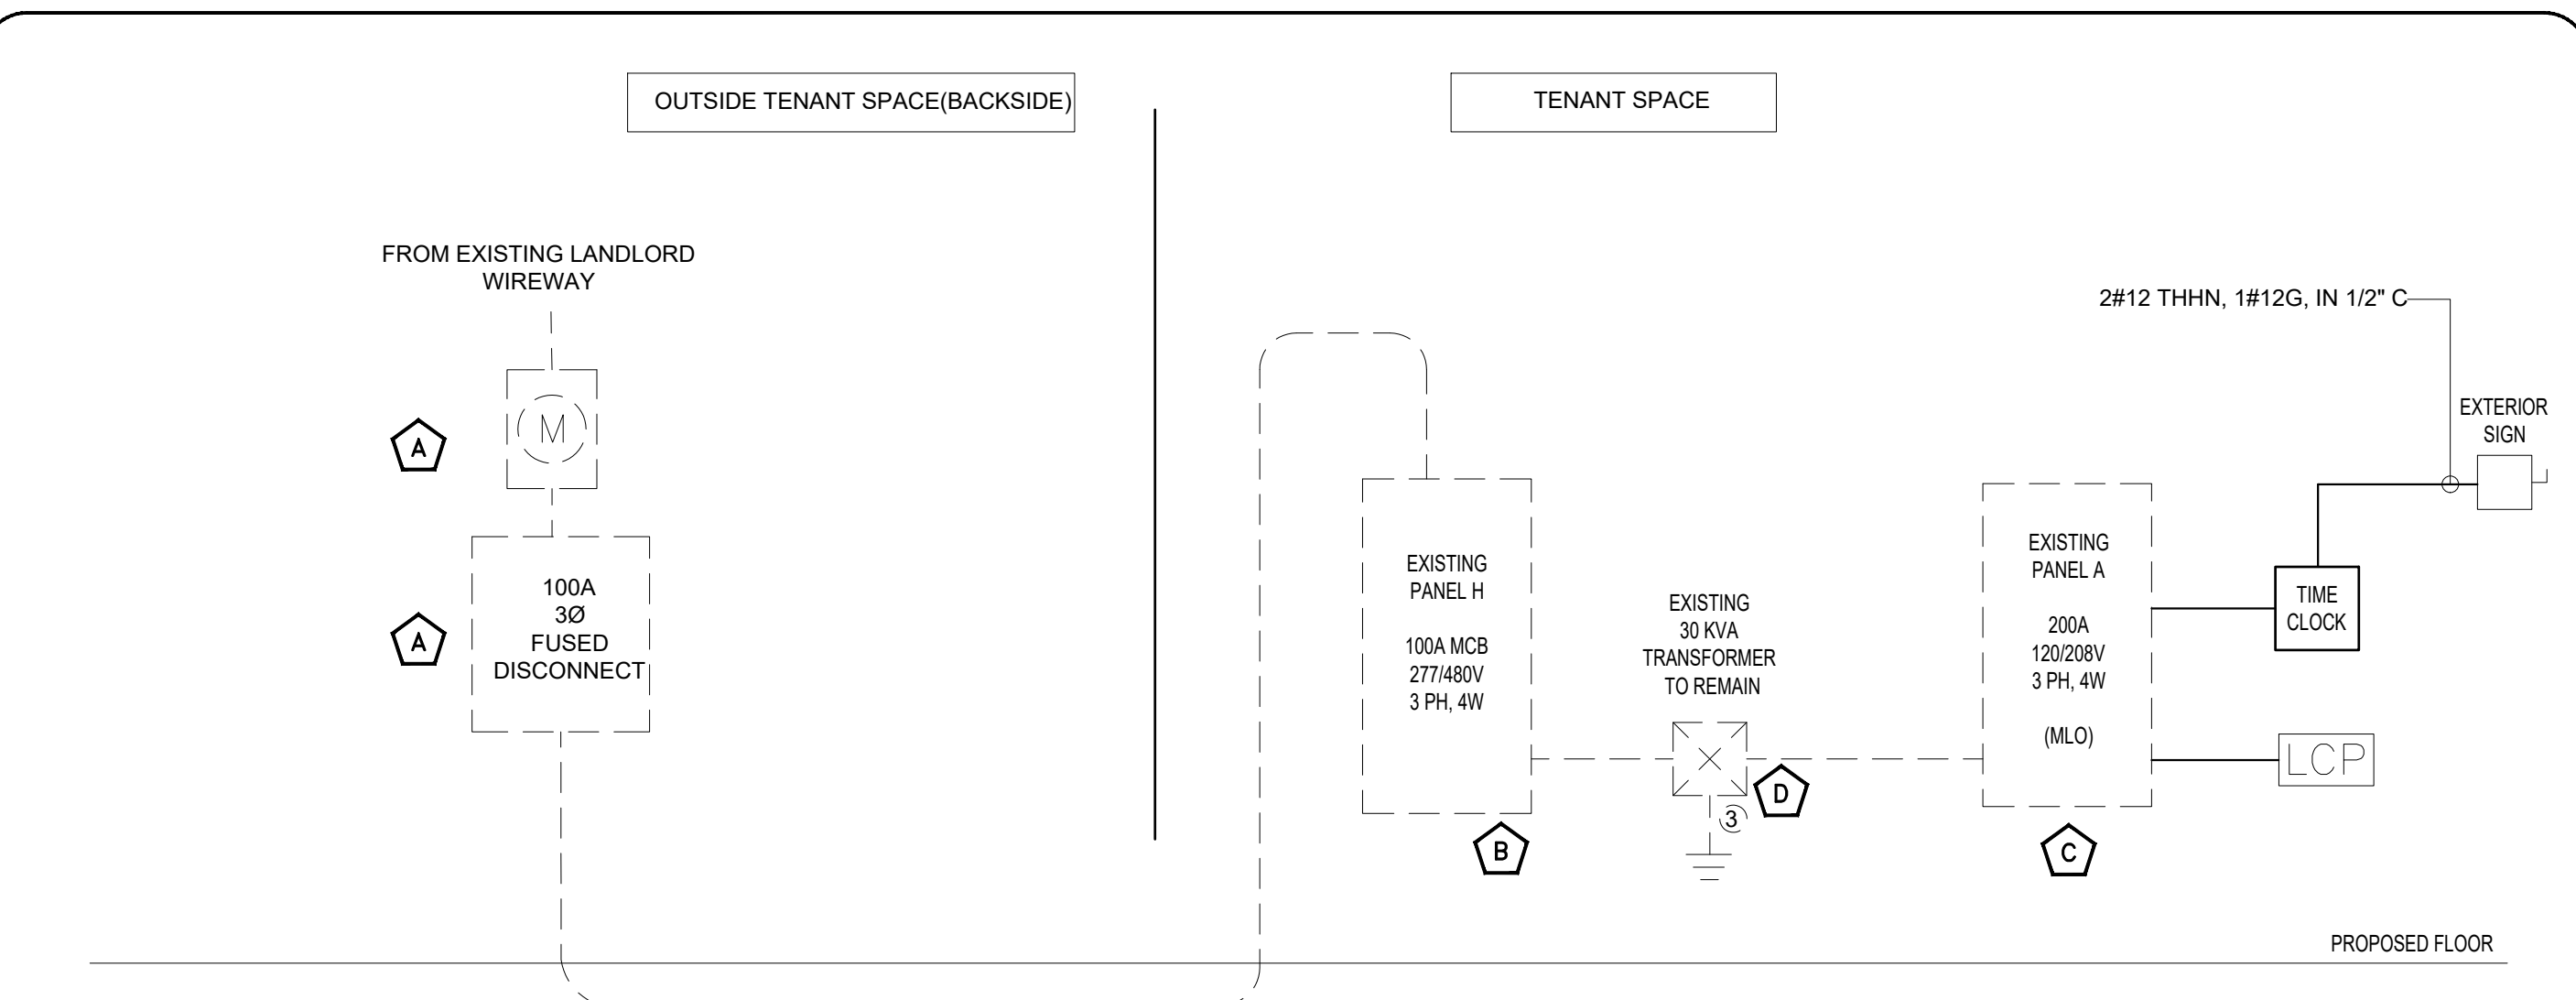 OUTSIDE TENANT SPACE(BACKSIDE)
TENANT SPACE
FROM EXISTING LANDLORD
WIREWAY
M
A
100A
3Ø
FUSED
DISCONNECT
A
EXISTING
PANEL H
100A MCB
277/480V
3 PH, 4W
B
EXISTING
30 KVA
TRANSFORMER
TO REMAIN
D
3
EXISTING
PANEL A
200A
120/208V
3 PH, 4W
(MLO)
C
2#12 THHN, 1#12G, IN 1/2" C
EXTERIOR
SIGN
TIME
CLOCK
LCP
PROPOSED FLOOR